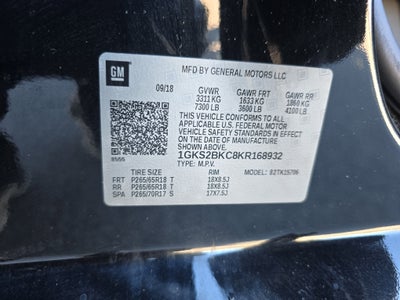 GM
MFD BY GENERAL MOTORS LLC
09/18 GVWR GAWR FRT GAWR RR
3311 KG 1633 KG 1860 KG
7300 LB 3600 LB 4100 LB
THIS VEHICLE CONFORMS TO ALL
APPLICABLE U.S. FEDERAL MOTOR
VEHICLE SAFETY STANDARDS IN EFFECT
ON THE DATE OF MANUFACTURE SHOWN ABOVE.
1GKS2BKC8KR168932
TYPE: M.P.V. MODEL:
TIRE SIZE RIM
FRT P265/65R18 T 18X8.5J
RR P265/65R18 T 18X8.5J
SPA P265/70R17 S 17X7.5J